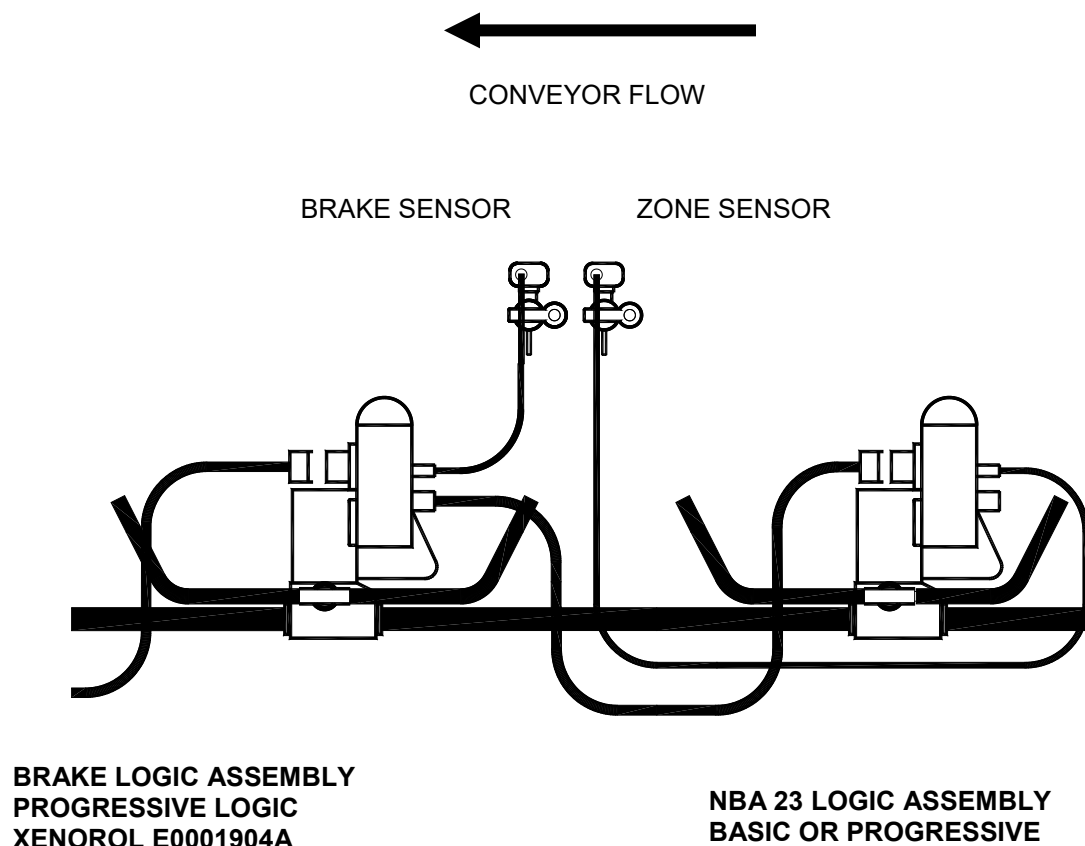 CONVEYOR FLOW
BRAKE SENSOR
ZONE SENSOR
BRAKE LOGIC ASSEMBLY
PROGRESSIVE LOGIC
XENOROL E0001904A
NBA 23 LOGIC ASSEMBLY
BASIC OR PROGRESSIVE